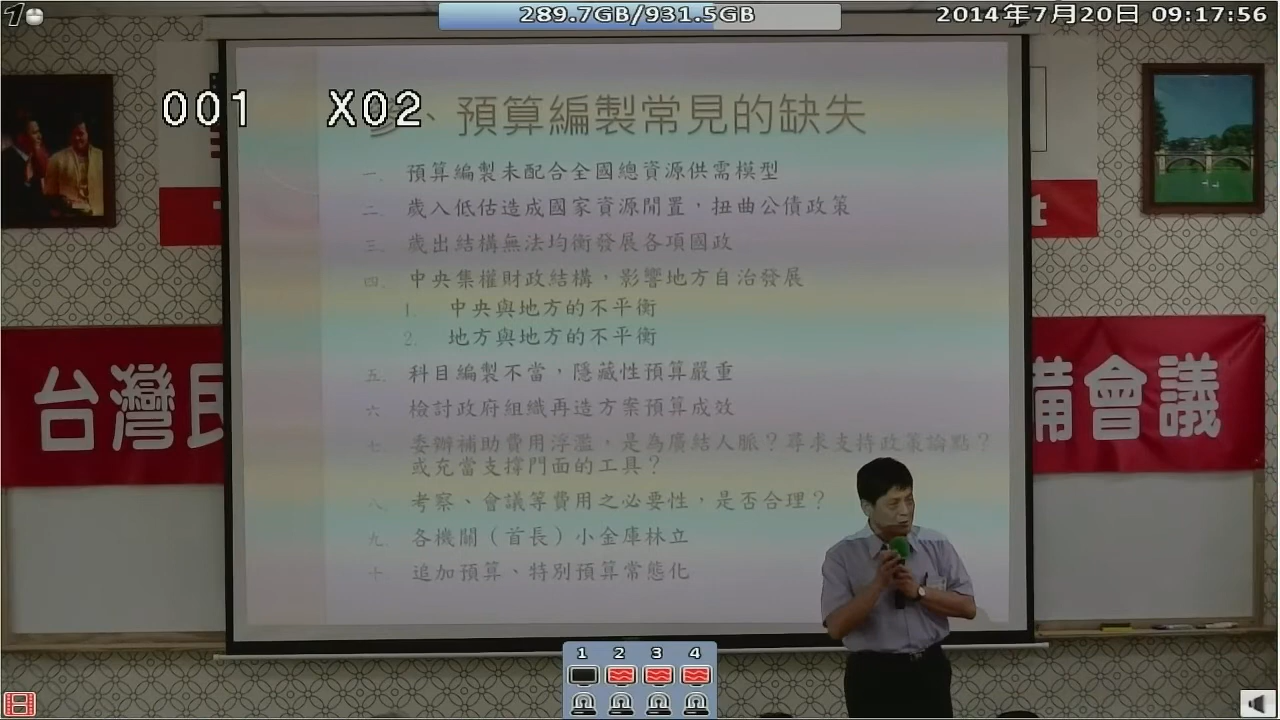 289.7GB/931.5GB
2014年7月20日 09:17:56
001 X02
參、預算編製常見的缺失
一. 預算編製未配合全國總資源供需模型
二. 歲入低估造成國家資源閒置，扭曲公債政策
三. 歲出結構無法均衡發展各項國政
四. 中央集權財政結構，影響地方自治發展
1 中央與地方的不平衡
2. 地方與地方的不平衡
五. 科目編製不當，隱藏性預算嚴重
六 檢討政府組織再造方案預算成效
七. 委辦補助費用浮濫，是為廣結人脈？尋求支持政策論點？
或充當支撐門面的工具？
八. 考察、會議等費用之必要性，是否合理？
九. 各機關（首長）小金庫林立
十 追加預算、特別預算常態化
台灣民
備會議
1 2 3 4